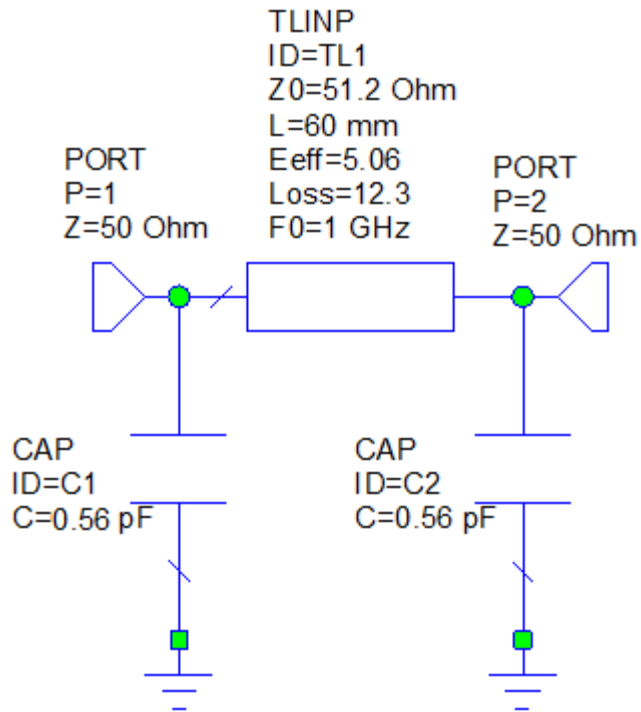 TLINP
ID=TL1
Z0=51.2 Ohm
L=60 mm
Eeff=5.06
Loss=12.3
F0=1 GHz
PORT
P=1
Z=50 Ohm
PORT
P=2
Z=50 Ohm
CAP
ID=C1
C=0.56 pF
CAP
ID=C2
C=0.56 pF